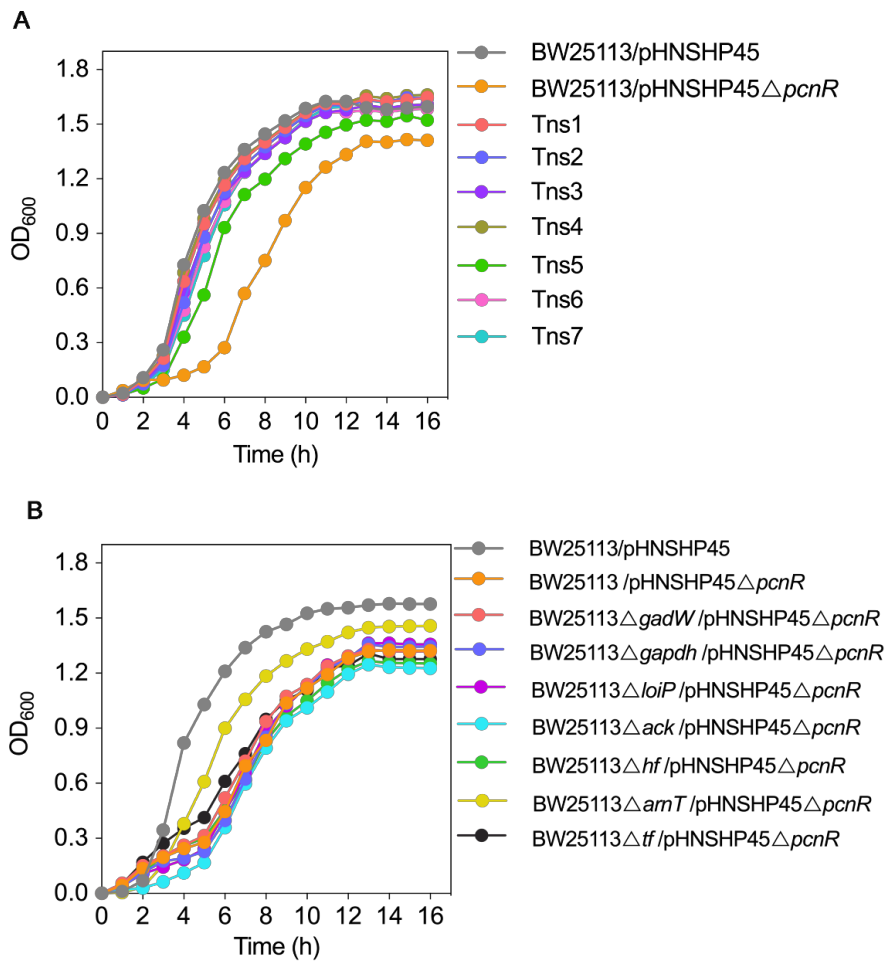 A
BW25113/pHNSHP45
BW25113/pHNSHP45△pcnR
Tns1
Tns2
Tns3
Tns4
Tns5
Tns6
Tns7
OD600
1.8
1.5
1.2
0.9
0.6
0.3
0.0
0 2 4 6 8 10 12 14 16
Time (h)
B
BW25113/pHNSHP45
BW25113 /pHNSHP45△pcnR
BW25113△gadW /pHNSHP45△pcnR
BW25113△gapdh /pHNSHP45△pcnR
BW25113△loiP /pHNSHP45△pcnR
BW25113△ack /pHNSHP45△pcnR
BW25113△hf /pHNSHP45△pcnR
BW25113△arnT /pHNSHP45△pcnR
BW25113△tf /pHNSHP45△pcnR
OD600
1.8
1.5
1.2
0.9
0.6
0.3
0.0
0 2 4 6 8 10 12 14 16
Time (h)